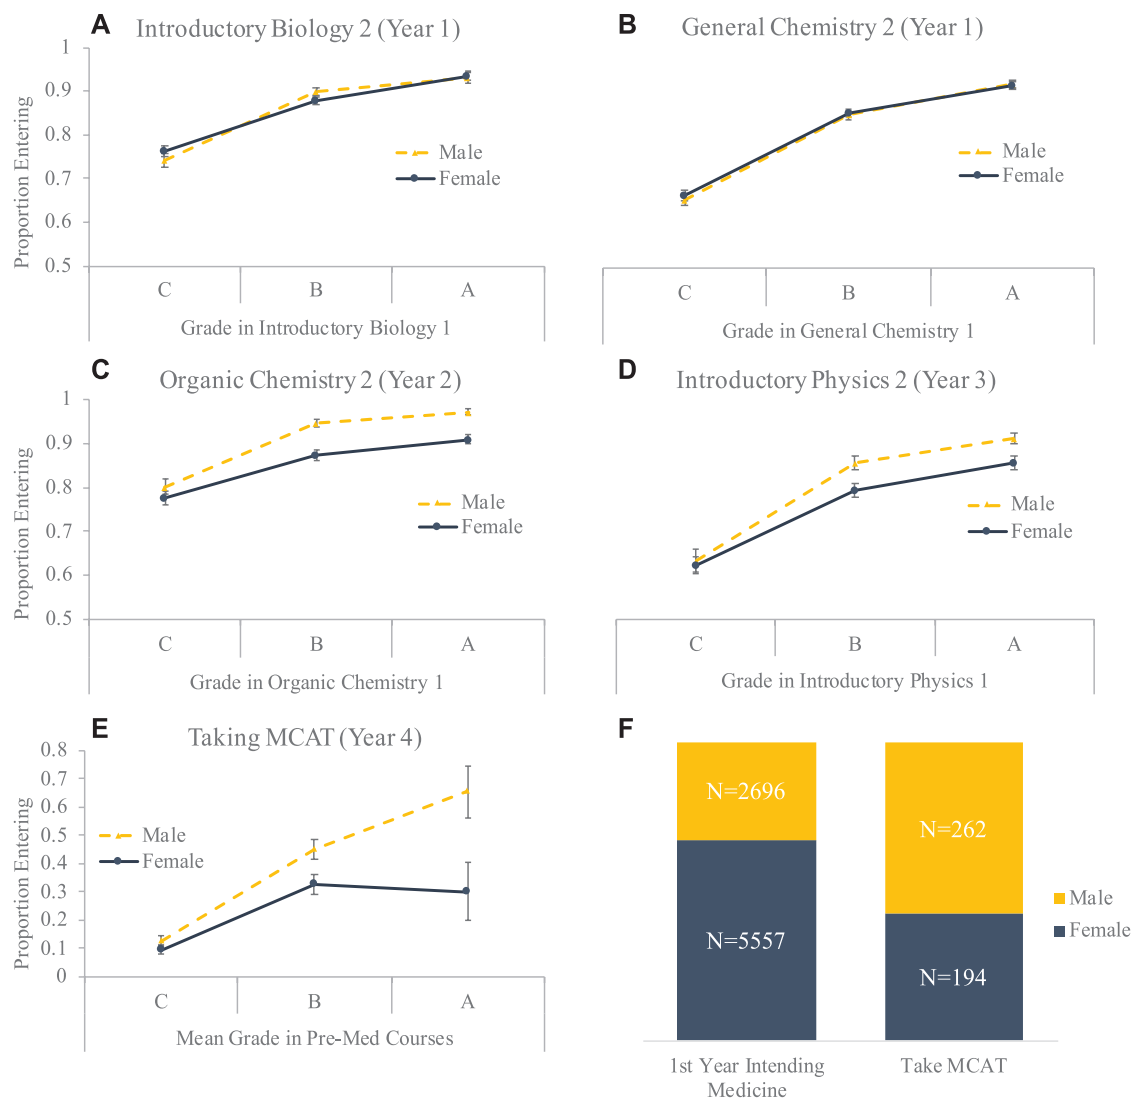 A
Introductory Biology 2 (Year 1)
1
0.9
0.8
0.7
0.6
0.5
Proportion Entering
Male
Female
C B A
Grade in Introductory Biology 1
B
General Chemistry 2 (Year 1)
Male
Female
C B A
Grade in General Chemistry 1
C
Organic Chemistry 2 (Year 2)
1
0.9
0.8
0.7
0.6
0.5
Proportion Entering
Male
Female
C B A
Grade in Organic Chemistry 1
D
Introductory Physics 2 (Year 3)
Male
Female
C B A
Grade in Introductory Physics 1
E
Taking MCAT (Year 4)
0.8
0.7
0.6
0.5
0.4
0.3
0.2
0.1
0
Proportion Entering
Male
Female
C B A
Mean Grade in Pre-Med Courses
F
N=2696
N=262
N=5557
N=194
Male
Female
1st Year Intending
Medicine
Take MCAT